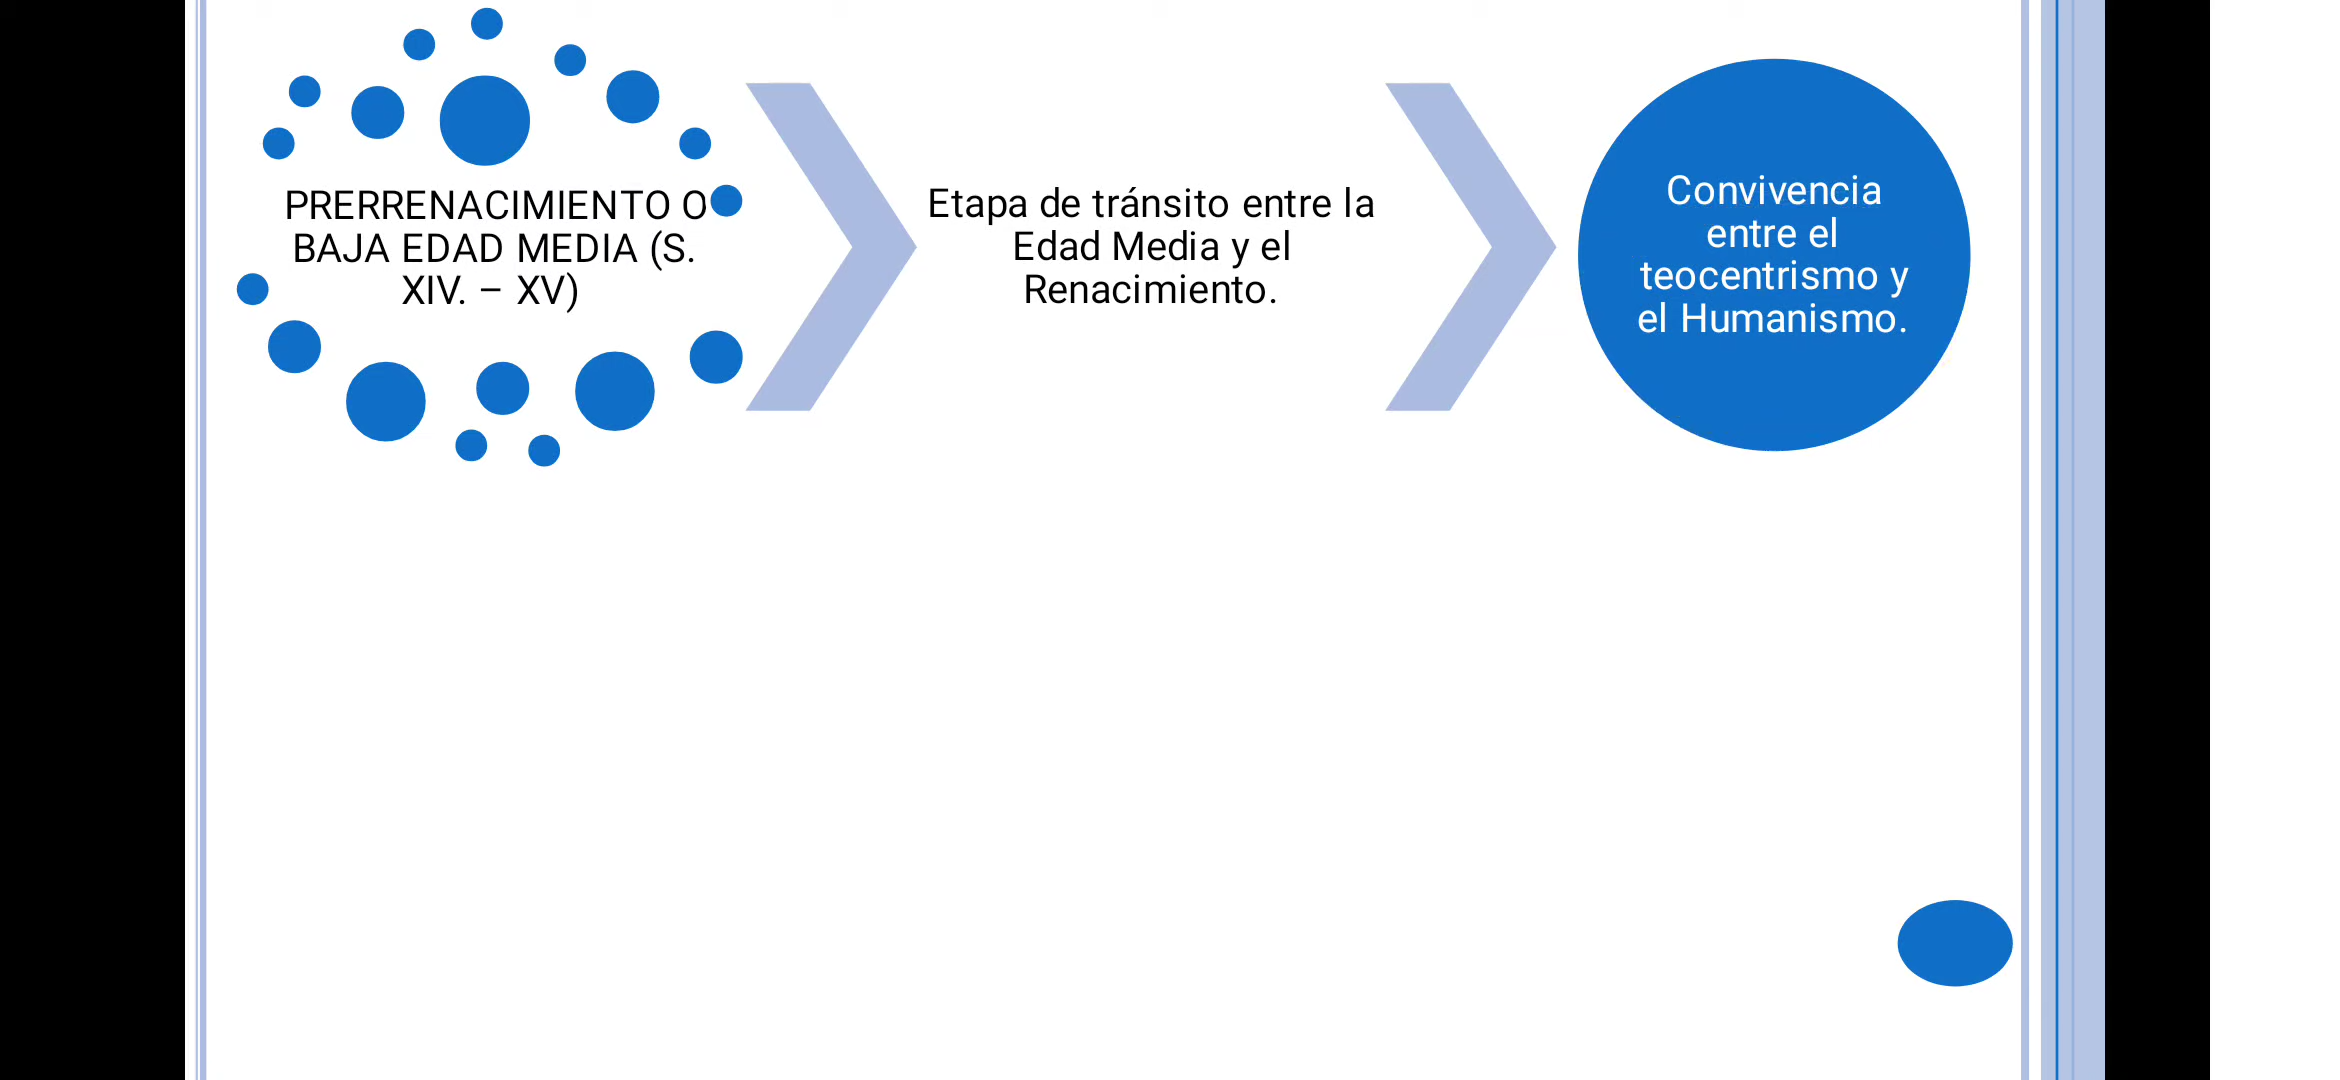 PRERRENACIMIENTO O
BAJA EDAD MEDIA (S.
XIV. – XV)
Etapa de tránsito entre la
Edad Media y el
Renacimiento.
Convivencia
entre el
teocentrismo y
el Humanismo.